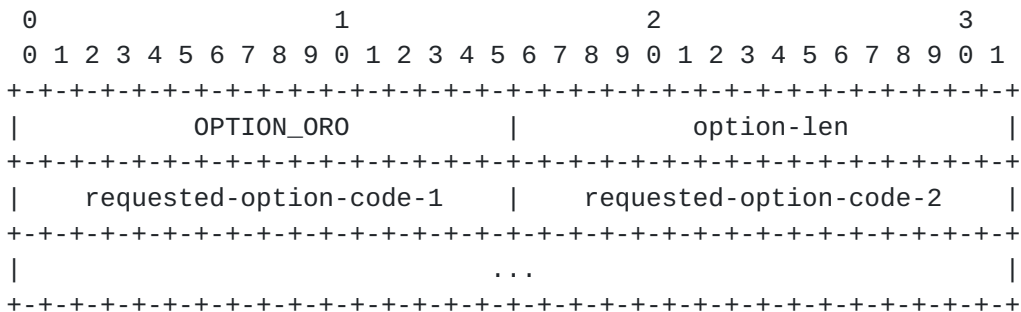 0                   1                   2                   3
 0 1 2 3 4 5 6 7 8 9 0 1 2 3 4 5 6 7 8 9 0 1 2 3 4 5 6 7 8 9 0 1
+-+-+-+-+-+-+-+-+-+-+-+-+-+-+-+-+-+-+-+-+-+-+-+-+-+-+-+-+-+-+-+-+
|           OPTION_ORO          |           option-len          |
+-+-+-+-+-+-+-+-+-+-+-+-+-+-+-+-+-+-+-+-+-+-+-+-+-+-+-+-+-+-+-+-+
|    requested-option-code-1    |    requested-option-code-2    |
+-+-+-+-+-+-+-+-+-+-+-+-+-+-+-+-+-+-+-+-+-+-+-+-+-+-+-+-+-+-+-+-+
|                              ...                              |
+-+-+-+-+-+-+-+-+-+-+-+-+-+-+-+-+-+-+-+-+-+-+-+-+-+-+-+-+-+-+-+-+